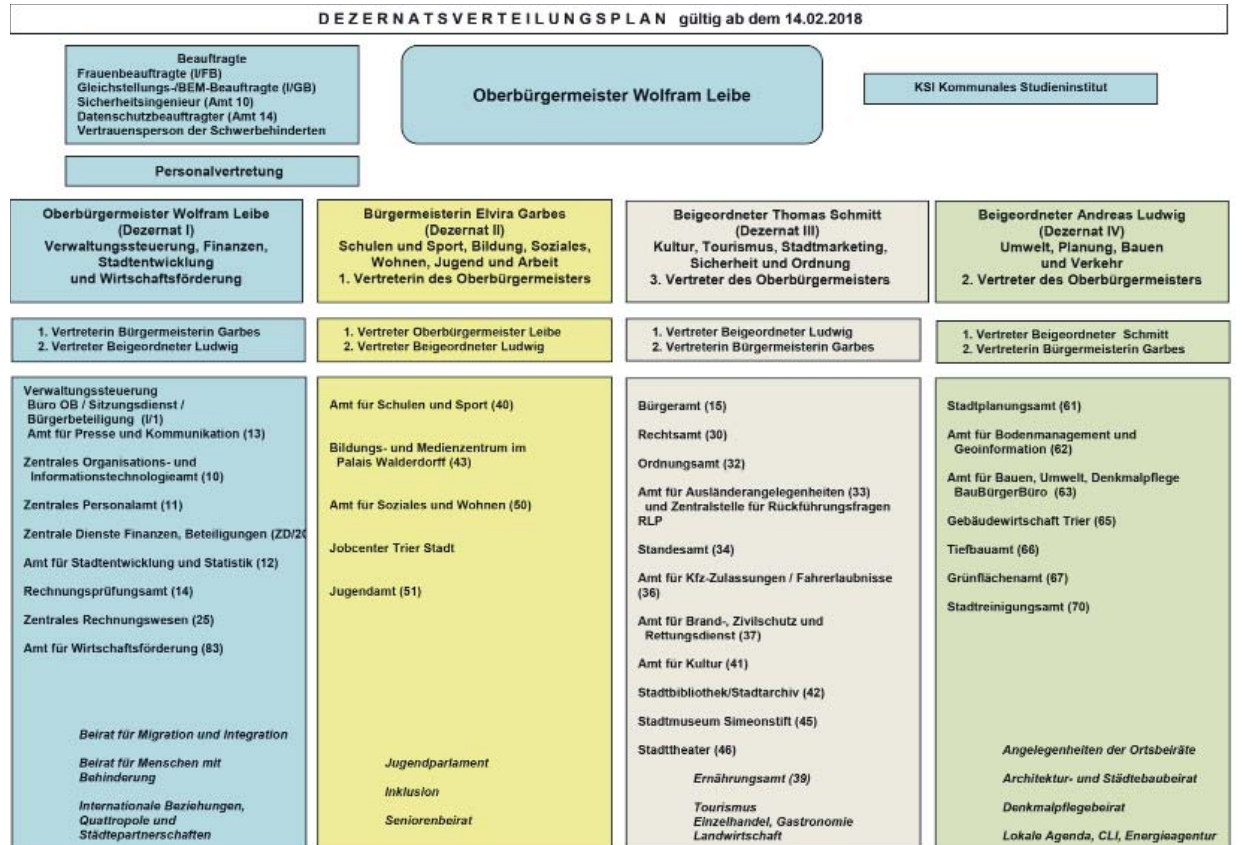 DEZERNATSVERTEILUNGSPLAN gültig ab dem 14.02.2018
Beauftragte
Frauenbeauftragte (I/FB)
Gleichstellungs-/BEM-Beauftragte (I/GB)
Sicherheitsingenieur (Amt 10)
Datenschutzbeauftragter (Amt 14)
Vertrauensperson der Schwerbehinderten
Personalvertretung
Oberbürgermeister Wolfram Leibe
KSI Kommunales Studieninstitut
Oberbürgermeister Wolfram Leibe
(Dezernat I)
Verwaltungssteuerung, Finanzen,
Stadtentwicklung
und Wirtschaftsförderung
1. Vertreterin Bürgermeisterin Garbes
2. Vertreter Beigeordneter Ludwig
Verwaltungssteuerung
Büro OB / Sitzungsdienst /
Bürgerbeteiligung (I/1)
Amt für Presse und Kommunikation (13)
Zentrales Organisations- und
Informationstechnologieamt (10)
Zentrales Personalamt (11)
Zentrale Dienste Finanzen, Beteiligungen (ZD/20
Amt für Stadtentwicklung und Statistik (12)
Rechnungsprüfungsamt (14)
Zentrales Rechnungswesen (25)
Amt für Wirtschaftsförderung (83)
Beirat für Migration und Integration
Beirat für Menschen mit
Behinderung
Internationale Beziehungen,
Quattropole und
Städtepartnerschaften
Bürgermeisterin Elvira Garbes
(Dezernat II)
Schulen und Sport, Bildung, Soziales,
Wohnen, Jugend und Arbeit
1. Vertreterin des Oberbürgermeisters
1. Vertreter Oberbürgermeister Leibe
2. Vertreter Beigeordneter Ludwig
Amt für Schulen und Sport (40)
Bildungs- und Medienzentrum im
Palais Walderdorff (43)
Amt für Soziales und Wohnen (50)
Jobcenter Trier Stadt
Jugendamt (51)
Jugendparlament
Inklusion
Seniorenbeirat
Beigeordneter Thomas Schmitt
(Dezernat III)
Kultur, Tourismus, Stadtmarketing,
Sicherheit und Ordnung
3. Vertreter des Oberbürgermeisters
1. Vertreter Beigeordneter Ludwig
2. Vertreterin Bürgermeisterin Garbes
Bürgeramt (15)
Rechtsamt (30)
Ordnungsamt (32)
Amt für Ausländerangelegenheiten (33)
und Zentralstelle für Rückführungsfragen
RLP
Standesamt (34)
Amt für Kfz-Zulassungen / Fahrerlaubnisse
(36)
Amt für Brand-, Zivilschutz und
Rettungsdienst (37)
Amt für Kultur (41)
Stadtbibliothek/Stadtarchiv (42)
Stadtmuseum Simeonstift (45)
Stadttheater (46)
Ernährungsamt (39)
Tourismus
Einzelhandel, Gastronomie
Landwirtschaft
Beigeordneter Andreas Ludwig
(Dezernat IV)
Umwelt, Planung, Bauen
und Verkehr
2. Vertreter des Oberbürgermeisters
1. Vertreter Beigeordneter Schmitt
2. Vertreterin Bürgermeisterin Garbes
Stadtplanungsamt (61)
Amt für Bodenmanagement und
Geoinformation (62)
Amt für Bauen, Umwelt, Denkmalpflege
BauBürgerBüro (63)
Gebäudewirtschaft Trier (65)
Tiefbauamt (66)
Grünflächenamt (67)
Stadtreinigungsamt (70)
Angelegenheiten der Ortsbeiräte
Architektur- und Städtebaubeirat
Denkmalpflegebeirat
Lokale Agenda, CLI, Energieagentur